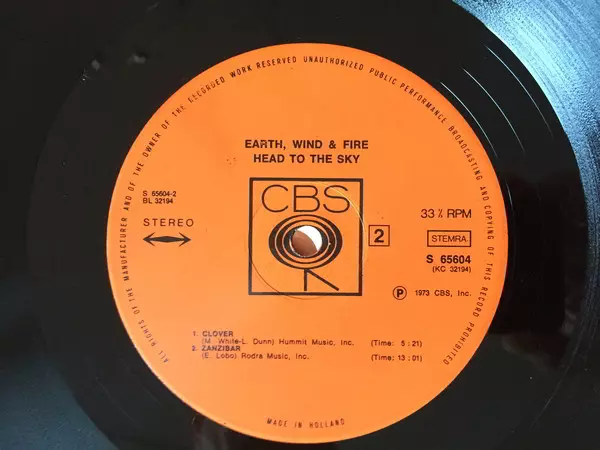 ALL RIGHTS OF THE MANUFACTURER AND OF THE OWNER OF THE RECORDED WORK RESERVED UNAUTHORIZED PUBLIC PERFORMANCE BROADCASTING AND COPYING OF THIS RECORD PROHIBITED
EARTH, WIND & FIRE
HEAD TO THE SKY
S 65604-2
BL 32194
STEREO
CBS
2
33⅓ RPM
STEMRA
S 65604
(KC 32194)
Ⓟ 1973 CBS, Inc.
1. CLOVER
(M. White-L. Dunn) Hummit Music, Inc. (Time: 5:21)
2. ZANZIBAR
(E. Lobo) Rodra Music, Inc. (Time: 13:01)
MADE IN HOLLAND